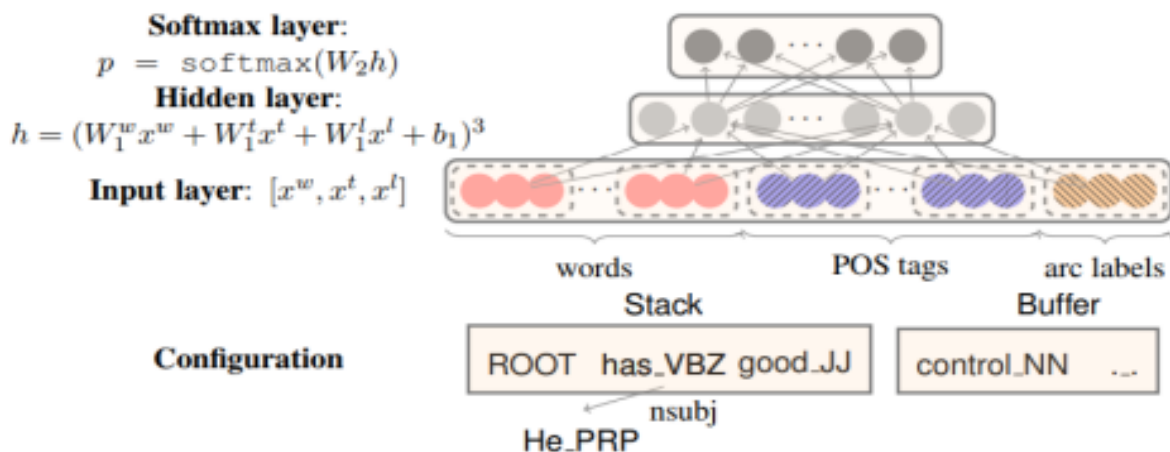 Softmax layer:
p = softmax(W₂h)
Hidden layer:
h = (W₁ʷxʷ + W₁ᵗxᵗ + W₁ˡxˡ + b₁)³
Input layer: [xʷ, xᵗ, xˡ]
... ...
... ...
words POS tags arc labels
Stack Buffer
Configuration ROOT has_VBZ good_JJ control_NN ._.
nsubj
He_PRP